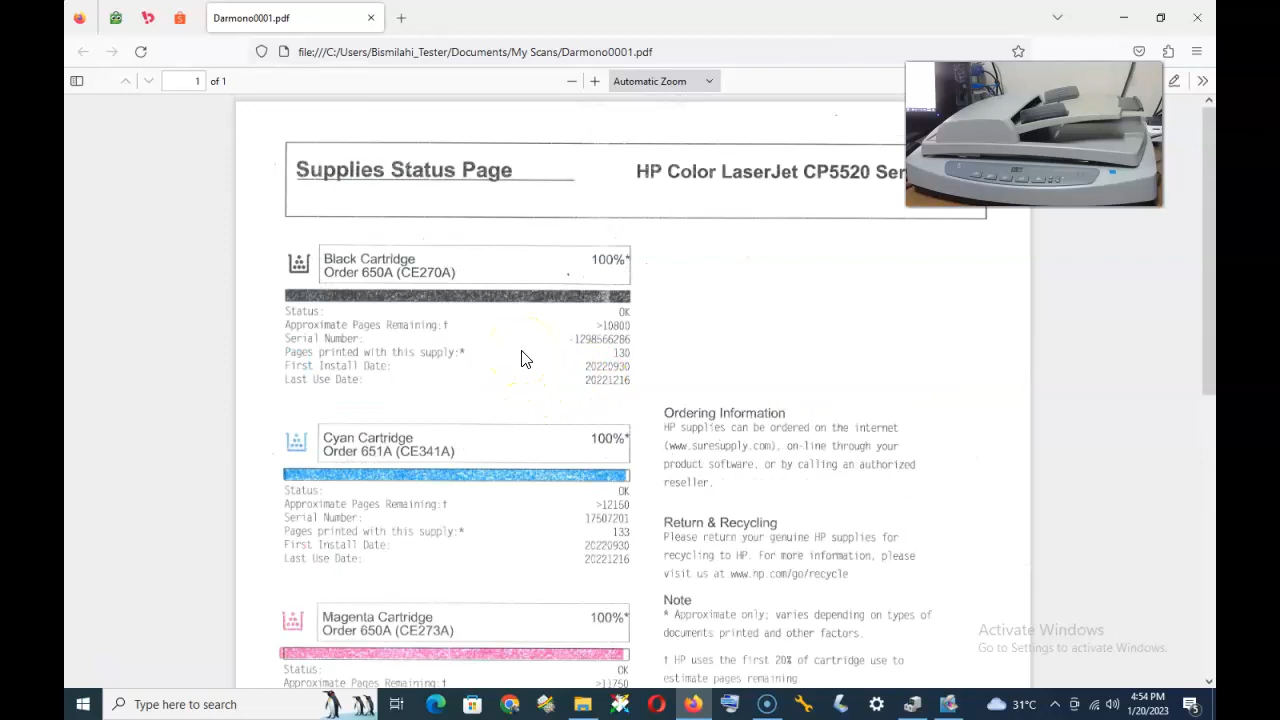 Darmono0001.pdf
file:///C:/Users/Bismilahi_Tester/Documents/My Scans/Darmono0001.pdf
1 of 1
Automatic Zoom
Supplies Status Page
HP Color LaserJet CP5520 Ser
Black Cartridge 100%*
Order 650A (CE270A)
Status: OK
Approximate Pages Remaining:† >10800
Serial Number: -1298566286
Pages printed with this supply:* 130
First Install Date: 20220930
Last Use Date: 20221216
Cyan Cartridge 100%*
Order 651A (CE341A)
Status: OK
Approximate Pages Remaining:† >12150
Serial Number: 17507201
Pages printed with this supply:* 133
First Install Date: 20220930
Last Use Date: 20221216
Magenta Cartridge 100%*
Order 650A (CE273A)
Status: OK
Approximate Pages Remaining:† >11750
Ordering Information
HP supplies can be ordered on the internet
(www.suresupply.com), on-line through your
product software, or by calling an authorized
reseller.
Return & Recycling
Please return your genuine HP supplies for
recycling to HP. For more information, please
visit us at www.hp.com/go/recycle
Note
* Approximate only; varies depending on types of
documents printed and other factors.
† HP uses the first 20% of cartridge use to
estimate pages remaining.
Activate Windows
Go to Settings to activate Windows.
Type here to search
31°C
4:54 PM
1/20/2023
5